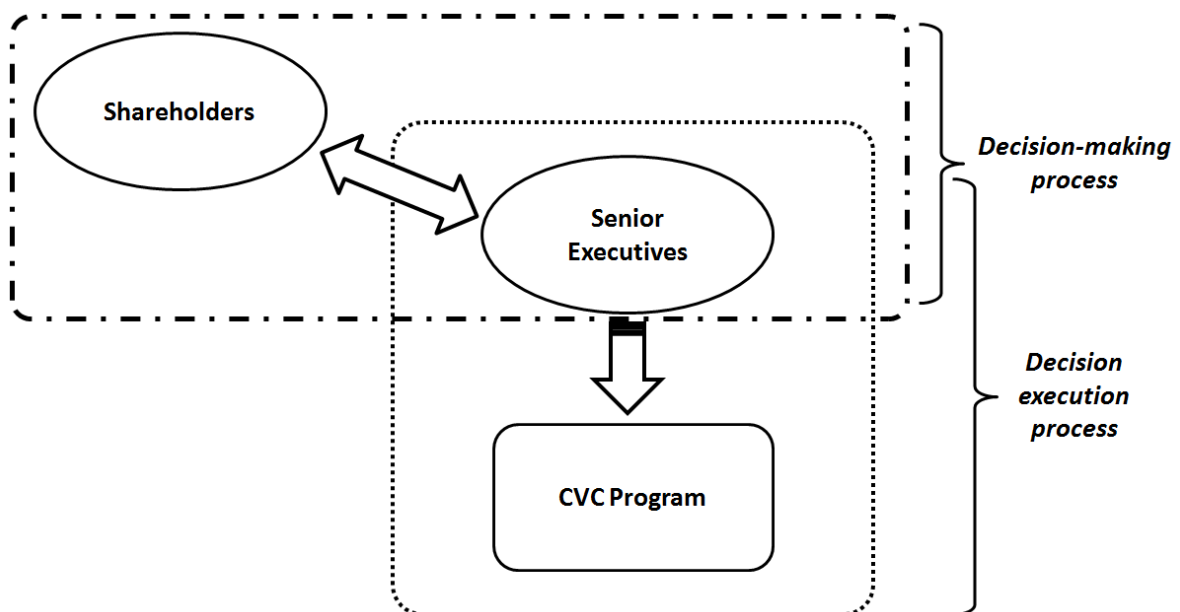 Shareholders
Senior
Executives
Decision-making
process
Decision
execution
process
CVC Program